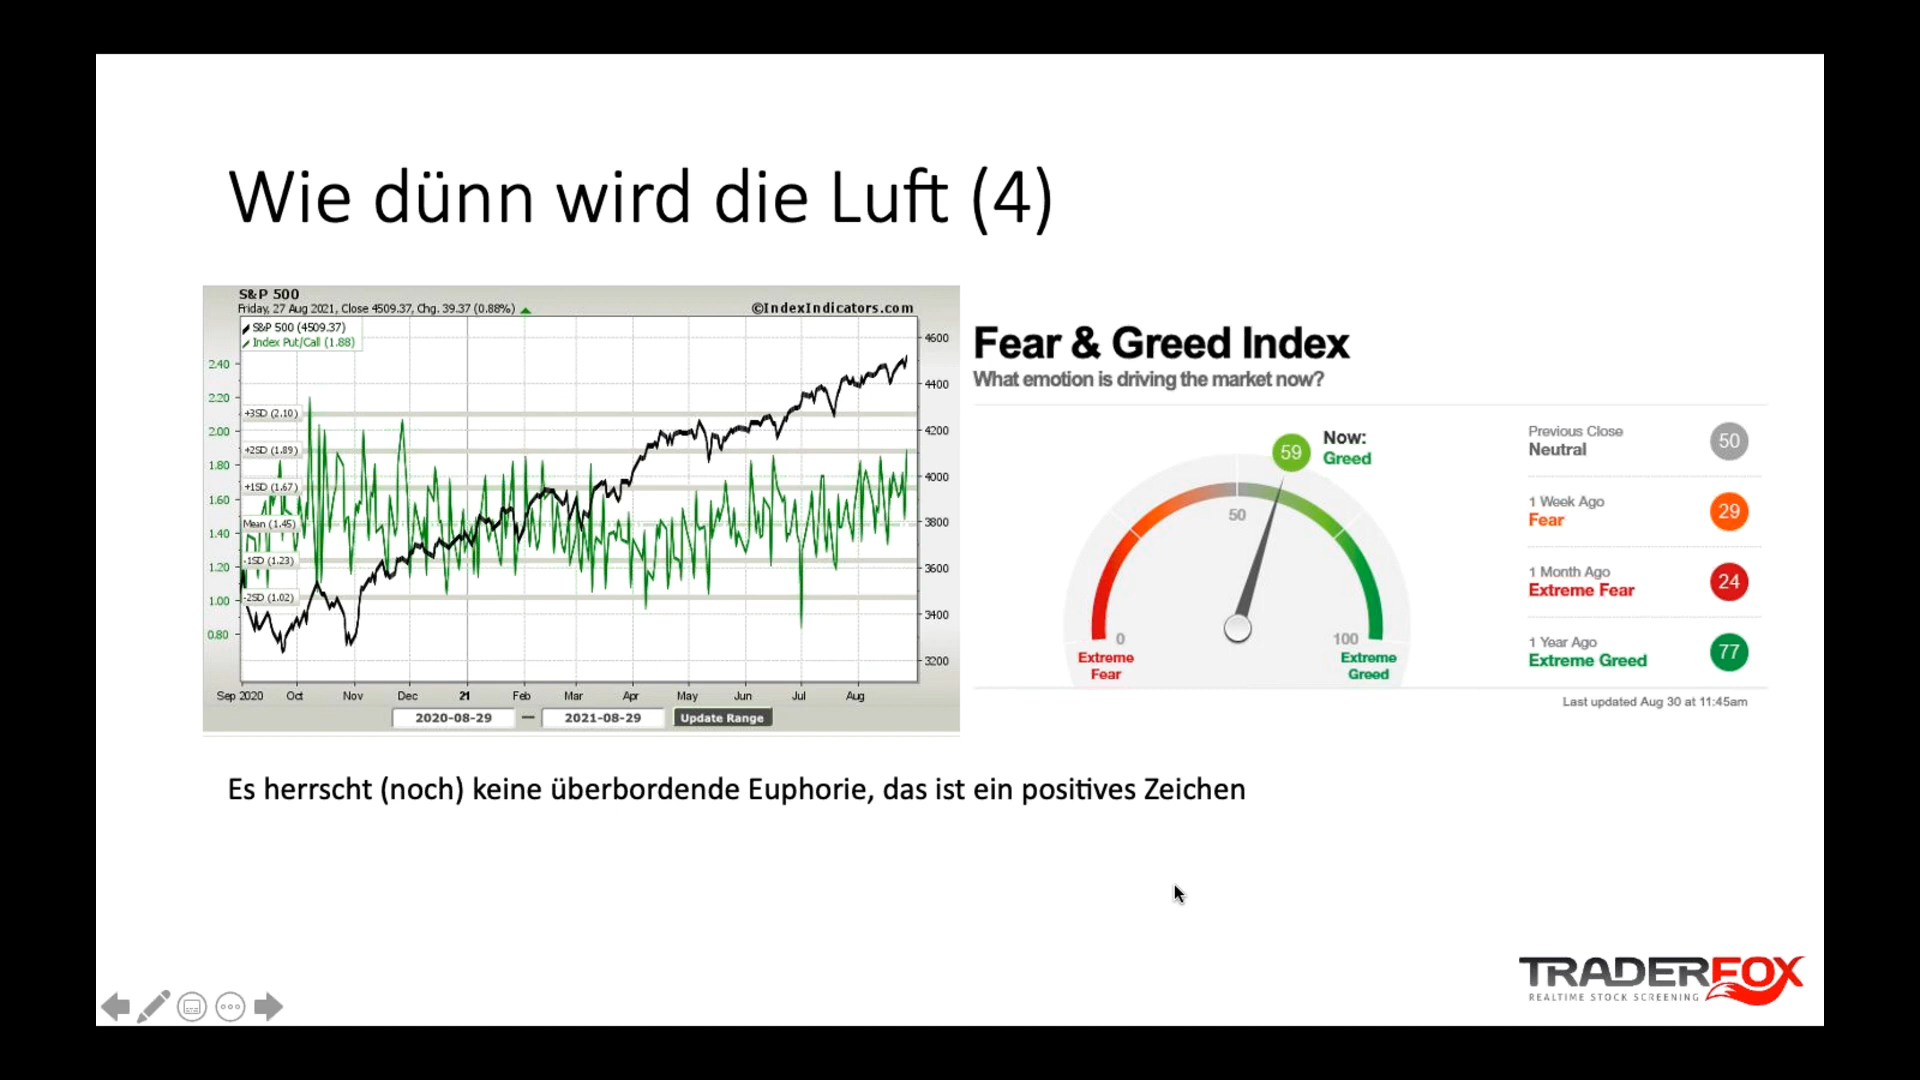 Wie dünn wird die Luft (4)
S&P 500
Friday, 27 Aug 2021, Close 4509.37, Chg. 39.37 (0.88%)
©IndexIndicators.com
S&P 500 (4509.37)
Index Put/Call (1.88)
2.40
2.20
2.00
1.80
1.60
1.40
1.20
1.00
0.80
+3SD (2.10)
+2SD (1.89)
+1SD (1.67)
Mean (1.45)
-1SD (1.23)
-2SD (1.02)
4600
4400
4200
4000
3800
3600
3400
3200
Sep 2020 Oct Nov Dec 21 Feb Mar Apr May Jun Jul Aug
2020-08-29 — 2021-08-29 Update Range
Fear & Greed Index
What emotion is driving the market now?
59
Now:
Greed
50
0
Extreme
Fear
100
Extreme
Greed
Previous Close
Neutral
50
1 Week Ago
Fear
29
1 Month Ago
Extreme Fear
24
1 Year Ago
Extreme Greed
77
Last updated Aug 30 at 11:45am
Es herrscht (noch) keine überbordende Euphorie, das ist ein positives Zeichen
TRADERFOX
REALTIME STOCK SCREENING